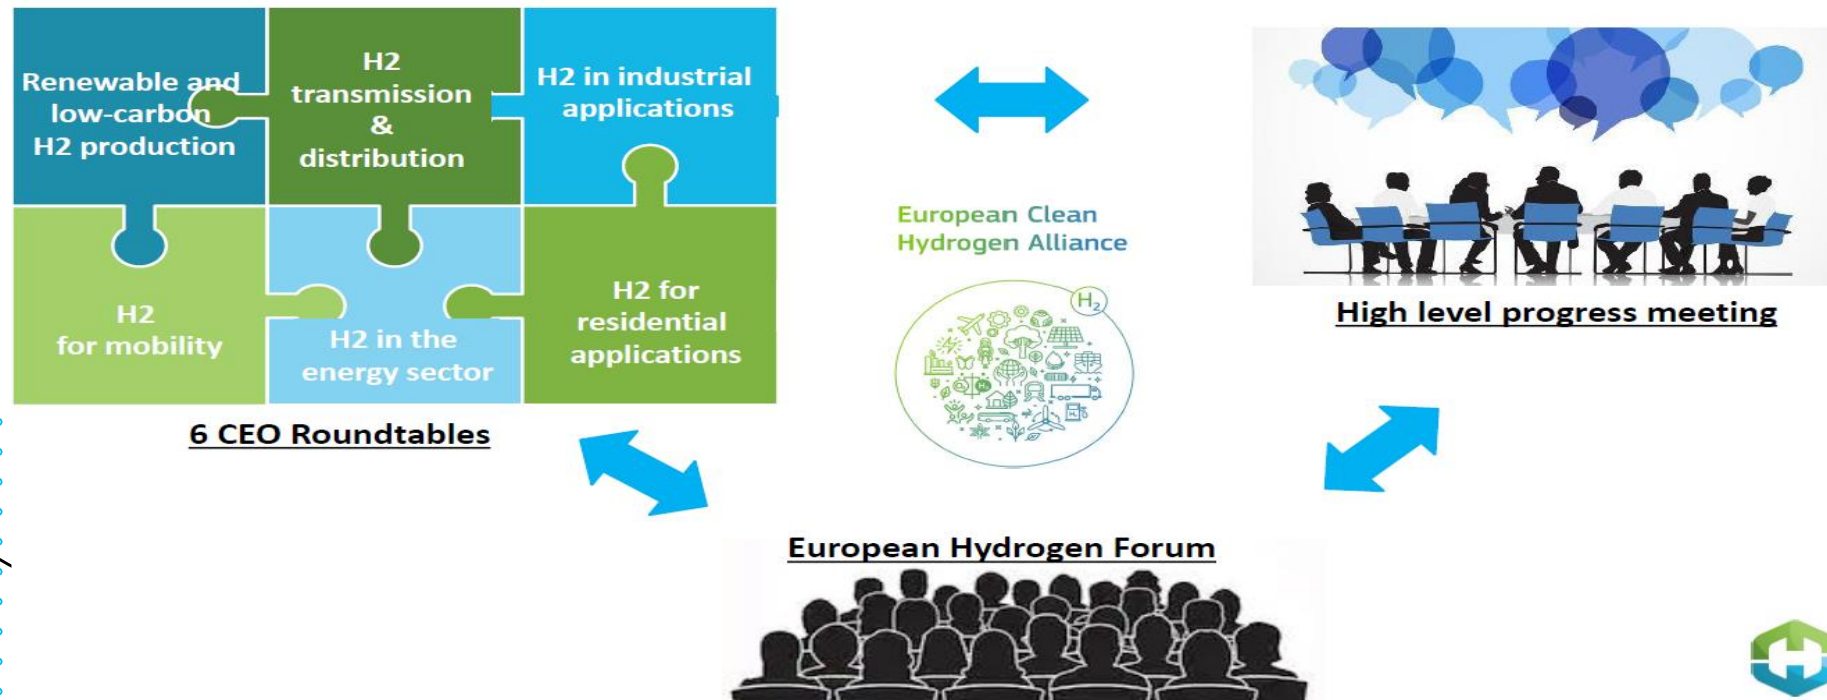 Renewable and
low-carbon
H2 production
H2
transmission
&
distribution
H2 in industrial
applications
H2
for mobility
H2 in the
energy sector
H2 for
residential
applications
6 CEO Roundtables
European Clean
Hydrogen Alliance
H₂
High level progress meeting
European Hydrogen Forum